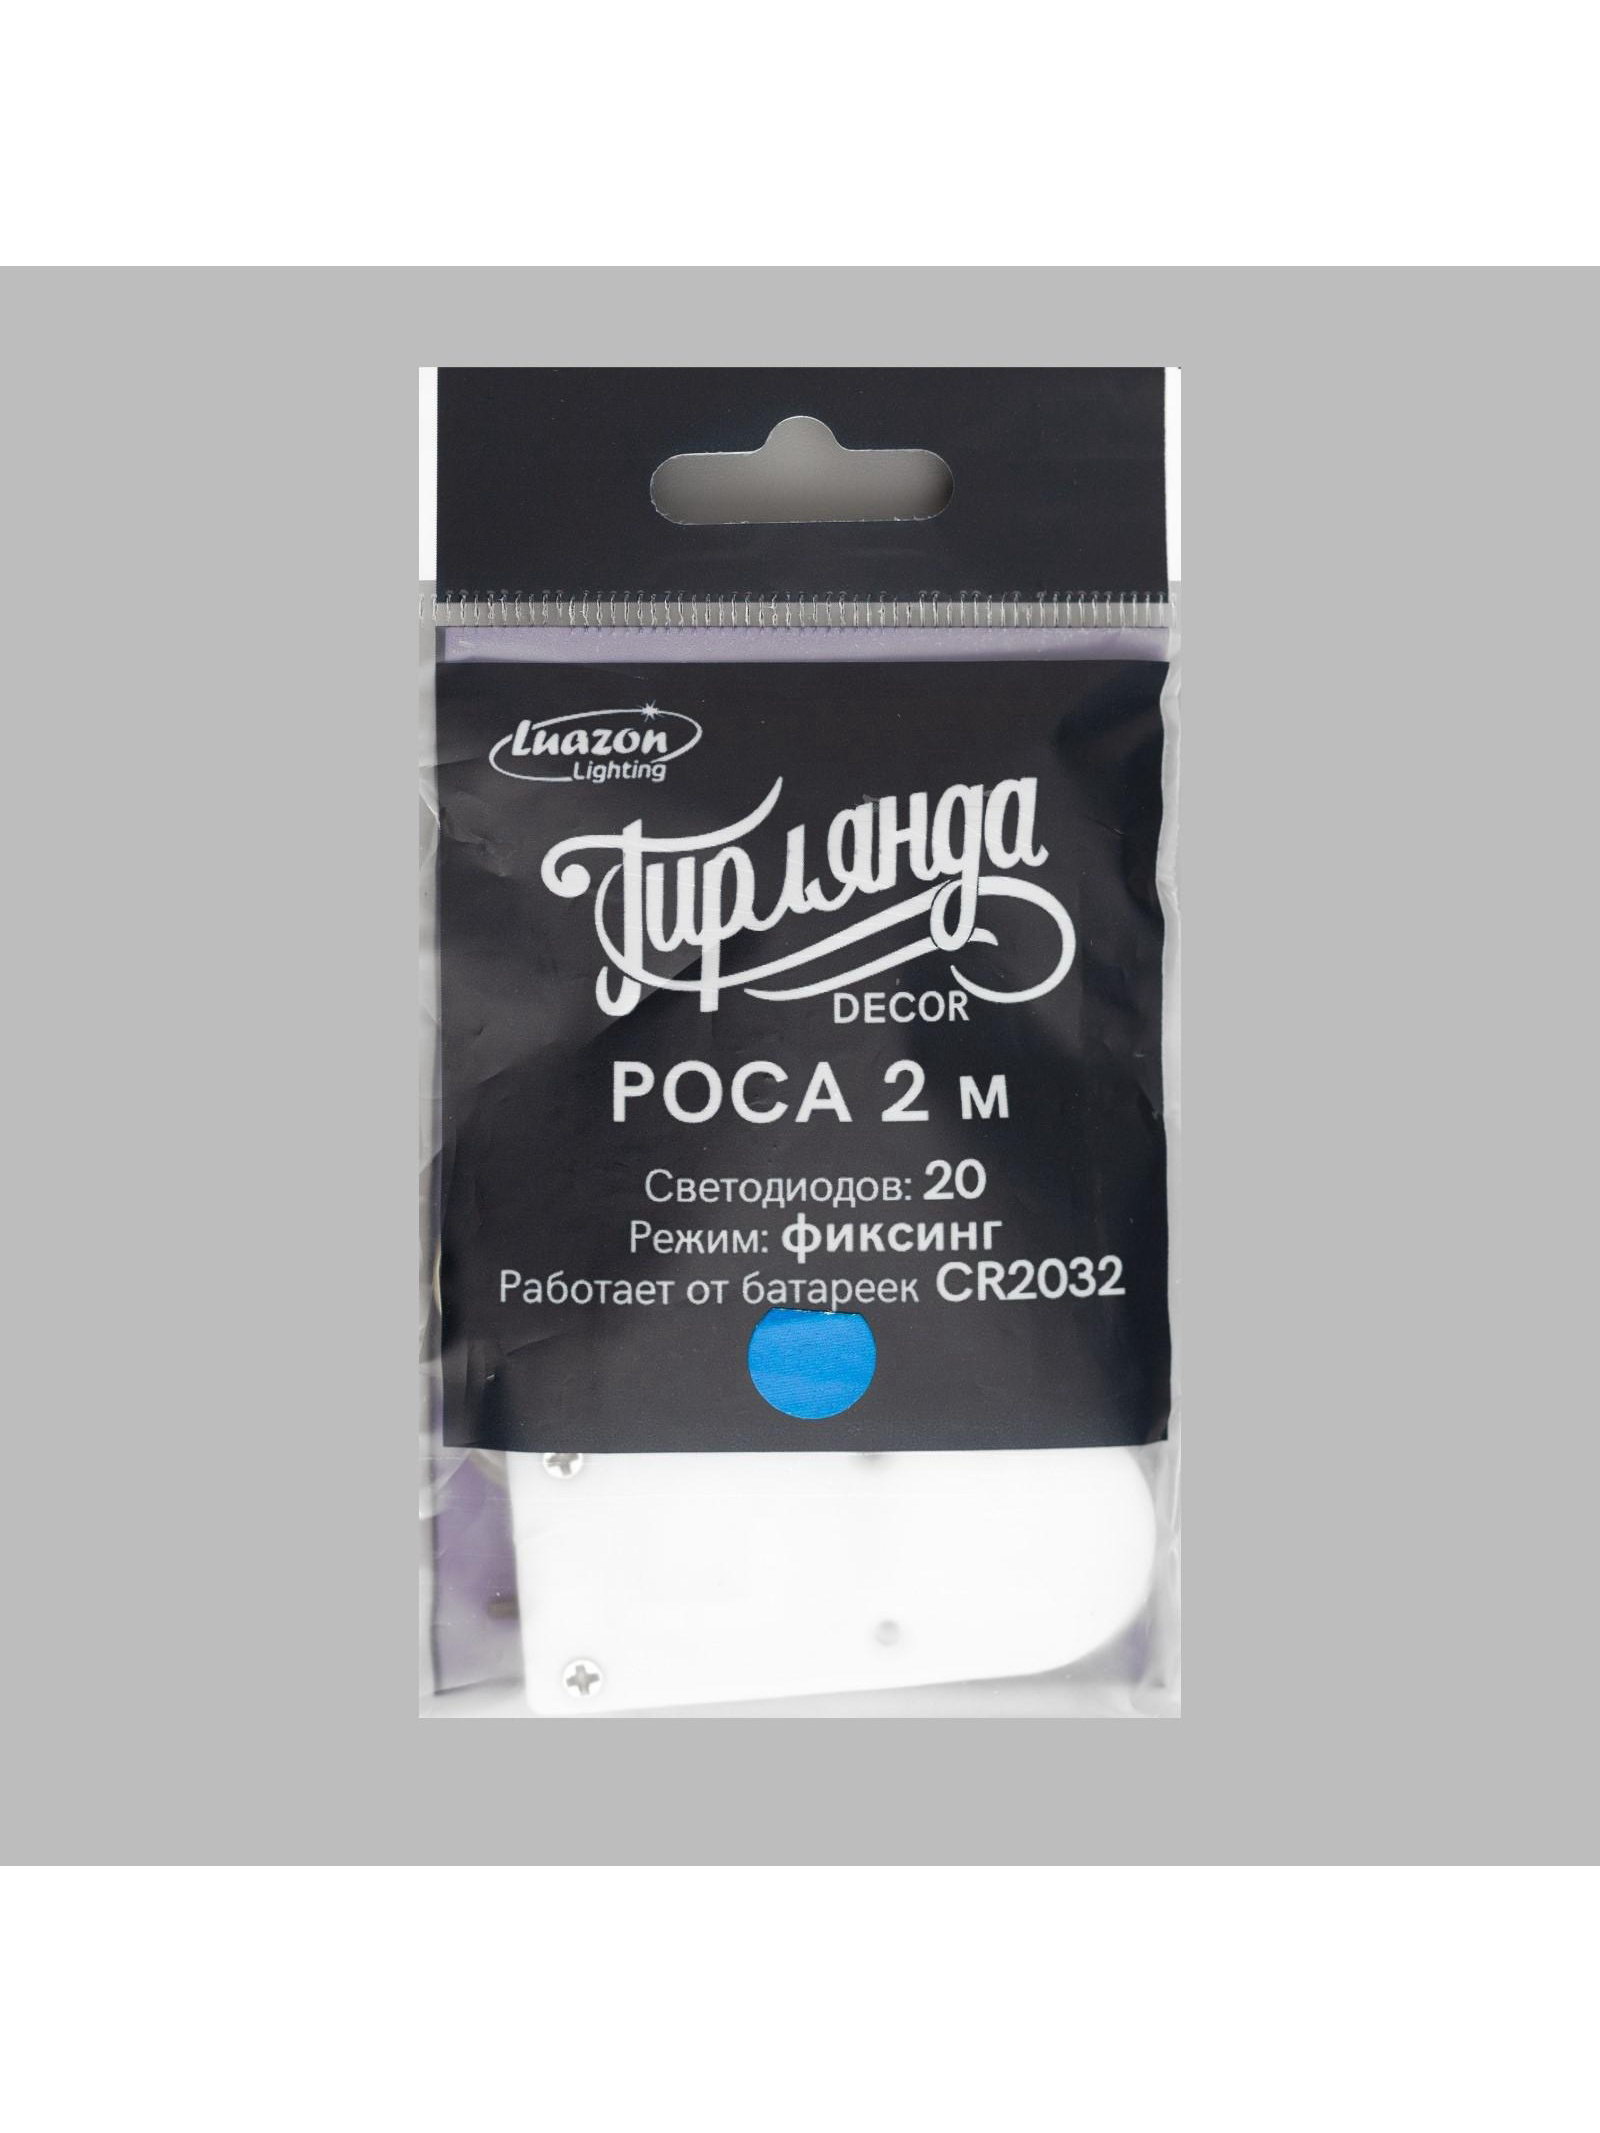 Luazon
Lighting
Гирлянда
DECOR
РОСА 2 м
Светодиодов: 20
Режим: фиксинг
Работает от батареек CR2032